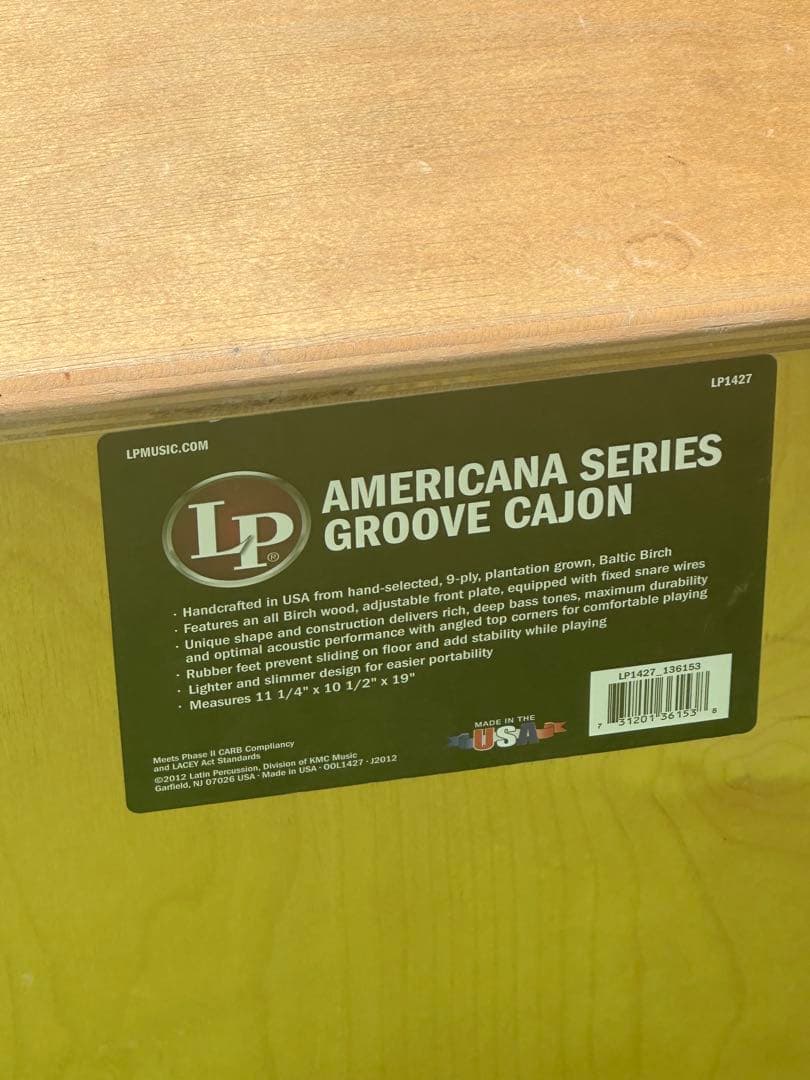 LPMUSIC.COM
LP1427
LP®
AMERICANA SERIES
GROOVE CAJON
· Handcrafted in USA from hand-selected, 9-ply, plantation grown, Baltic Birch
· Features an all Birch wood, adjustable front plate, equipped with fixed snare wires
· Unique shape and construction delivers rich, deep bass tones, maximum durability
and optimal acoustic performance with angled top corners for comfortable playing
· Rubber feet prevent sliding on floor and add stability while playing
· Lighter and slimmer design for easier portability
· Measures 11 1/4" x 10 1/2" x 19"
LP1427_136153
7 31201 36153 8
MADE IN THE
USA
Meets Phase II CARB Compliancy
and LACEY Act Standards
©2012 Latin Percussion, Division of KMC Music
Garfield, NJ 07026 USA · Made in USA · OOL1427 · J2012